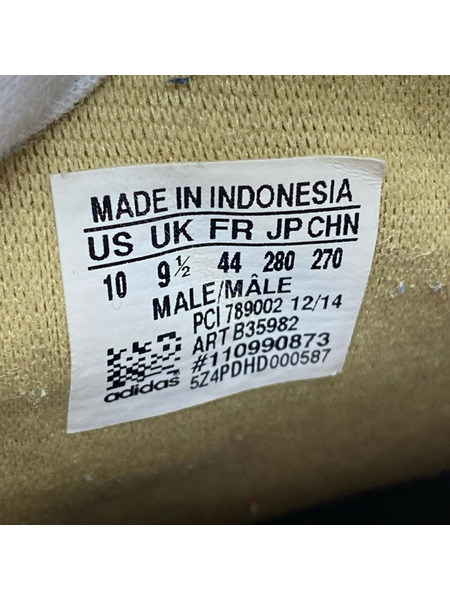 MADE IN INDONESIA
US UK FR JP CHN
10 9½ 44 280 270
MALE/MÂLE
PCI 789002 12/14
ART B35982
#110990873
5Z4PDHD000587
adidas